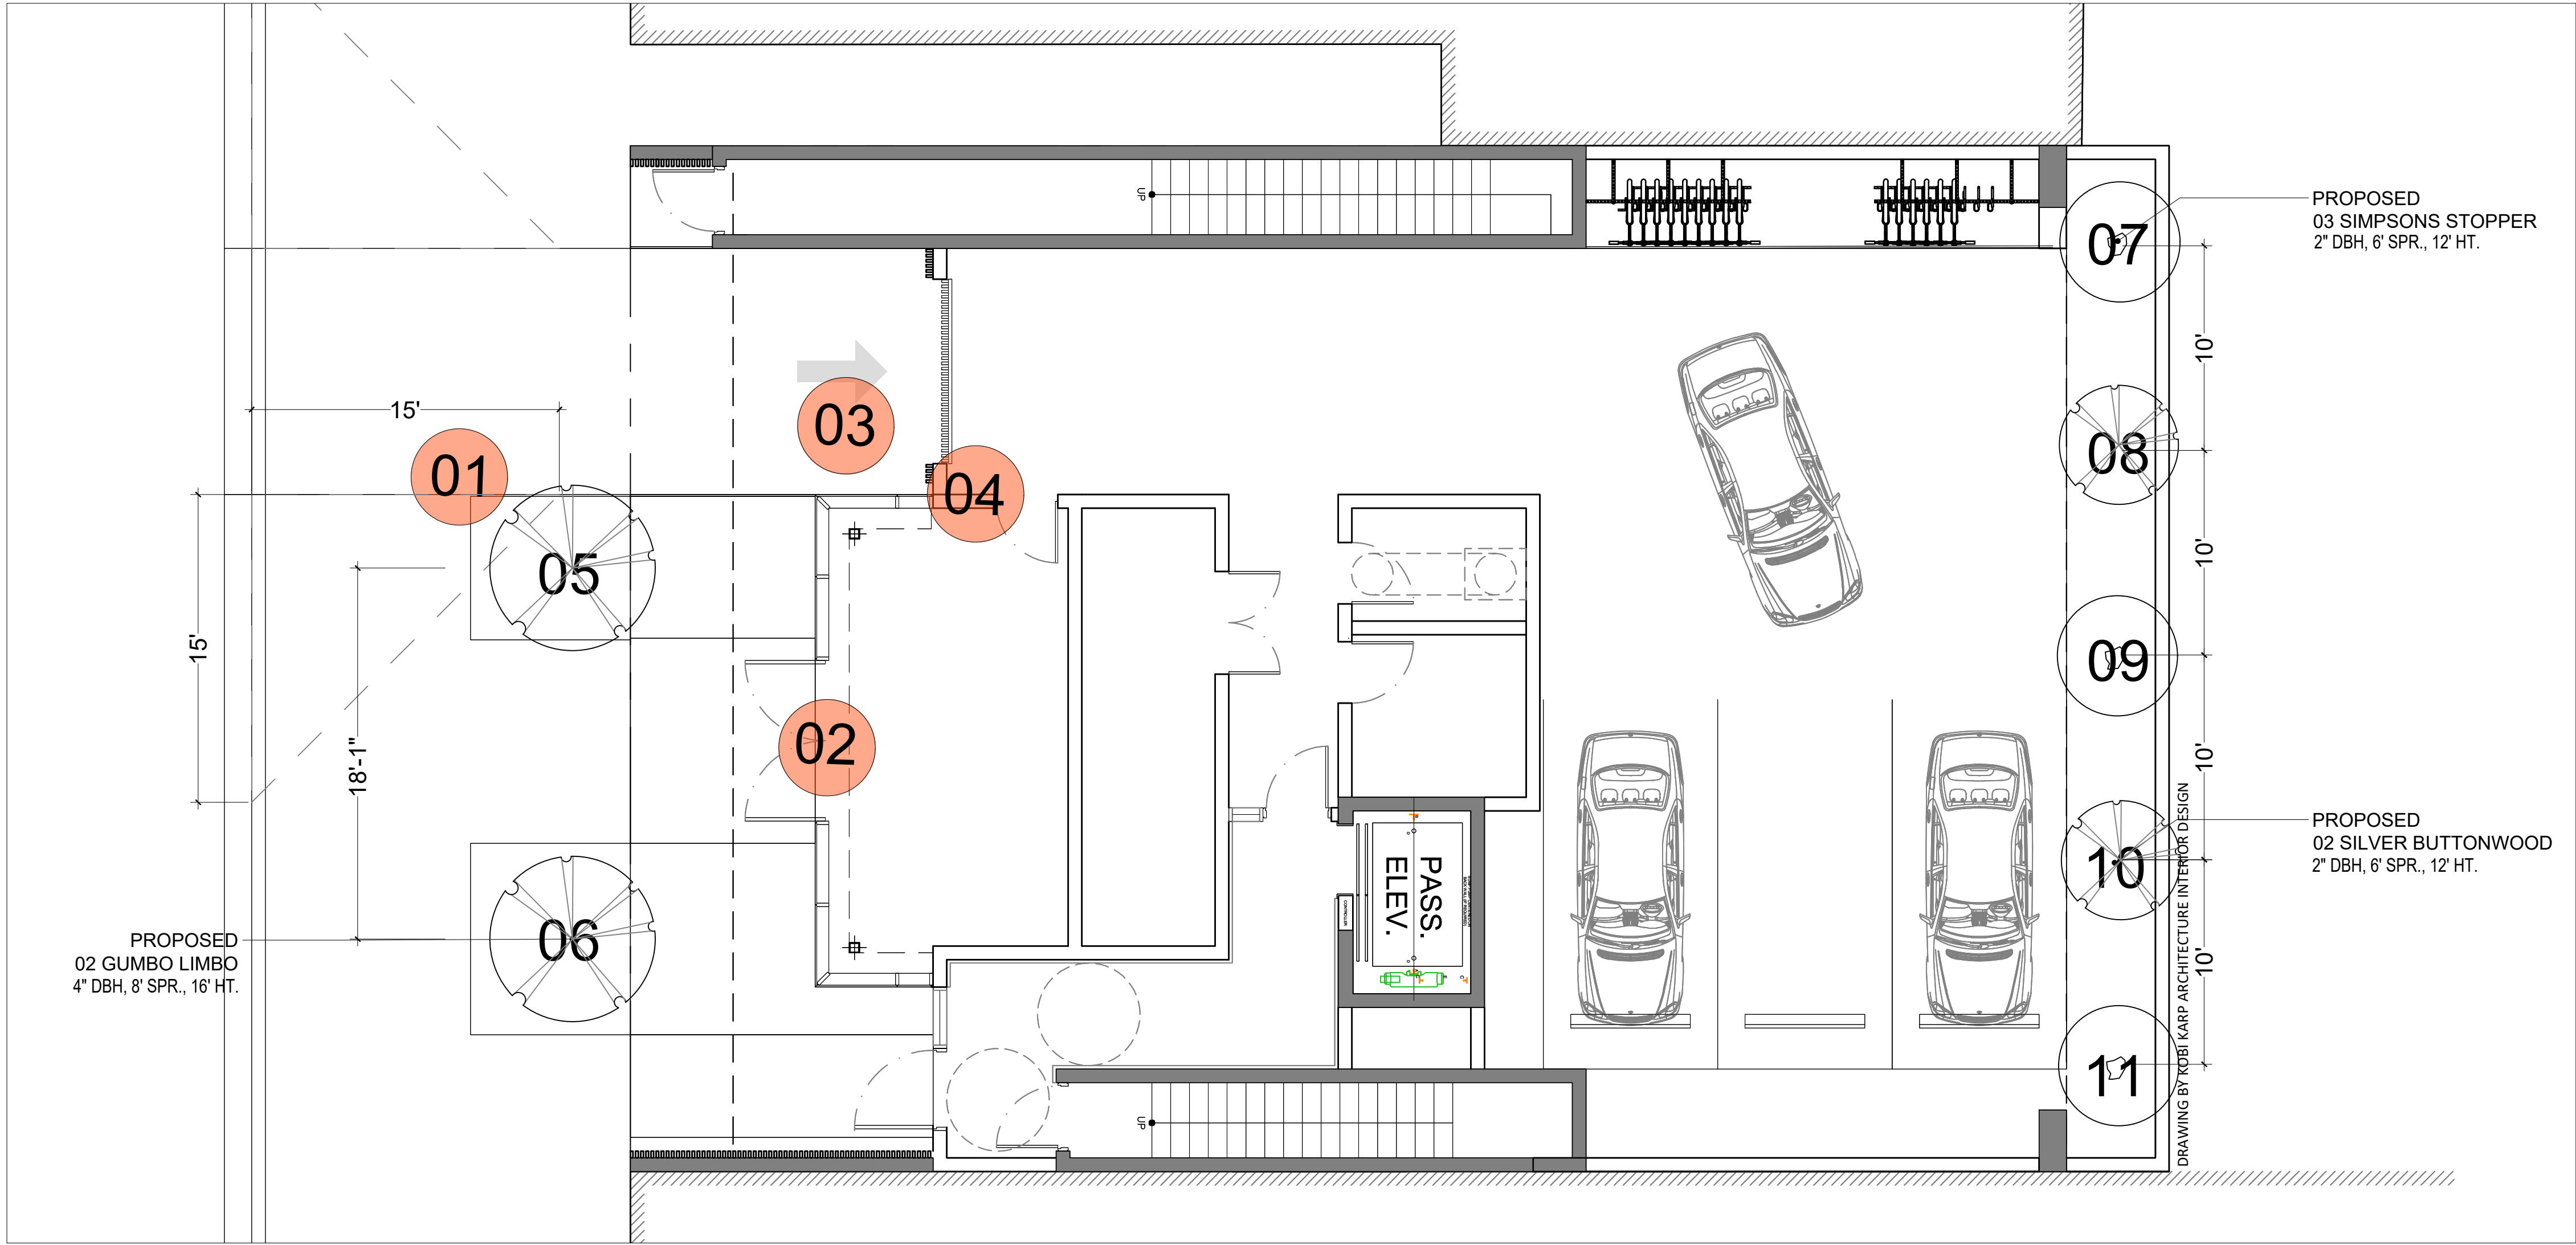 UP
PROPOSED
03 SIMPSONS STOPPER
2" DBH, 6' SPR., 12' HT.
07
10'
15'
03
01
04
08
05
10'
15'
09
02
18'-1"
10'
PROPOSED
02 SILVER BUTTONWOOD
2" DBH, 6' SPR., 12' HT.
10
PASS.
ELEV.
CONTROLLER
06
PROPOSED
02 GUMBO LIMBO
4" DBH, 8' SPR., 16' HT.
10'
11
UP
DRAWING BY KOBI KARP ARCHITECTURE INTERIOR DESIGN